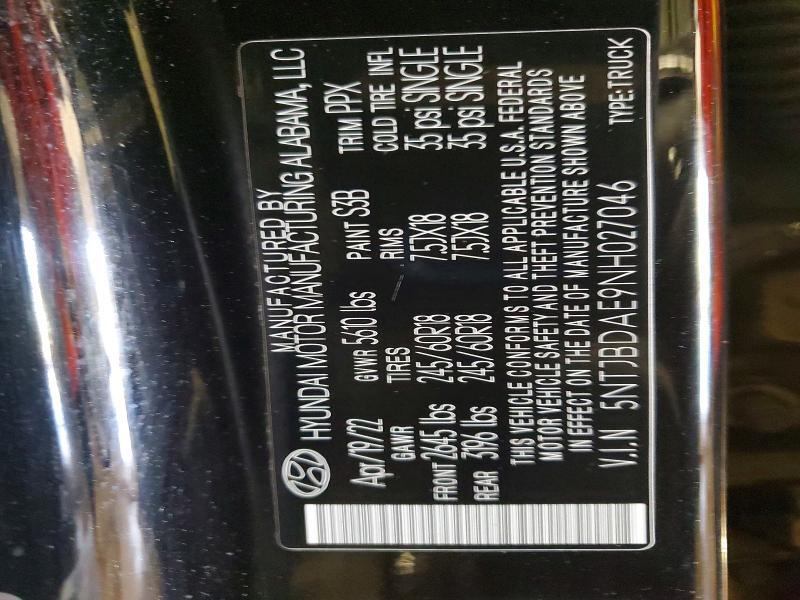 MANUFACTURED BY
HYUNDAI MOTOR MANUFACTURING ALABAMA, LLC
Apr/19/22 GVWR 5610 lbs PAINT S3B TRIM PPX
GAWR TIRES RIMS COLD TIRE INFL
FRONT 2645 lbs 245/60R18 7.5JX18 35 psi SINGLE
REAR 3196 lbs 245/60R18 7.5JX18 35 psi SINGLE
THIS VEHICLE CONFORMS TO ALL APPLICABLE U.S.A. FEDERAL
MOTOR VEHICLE SAFETY AND THEFT PREVENTION STANDARDS
IN EFFECT ON THE DATE OF MANUFACTURE SHOWN ABOVE
V.I.N 5NTJBDAE9NH027046 TYPE:TRUCK